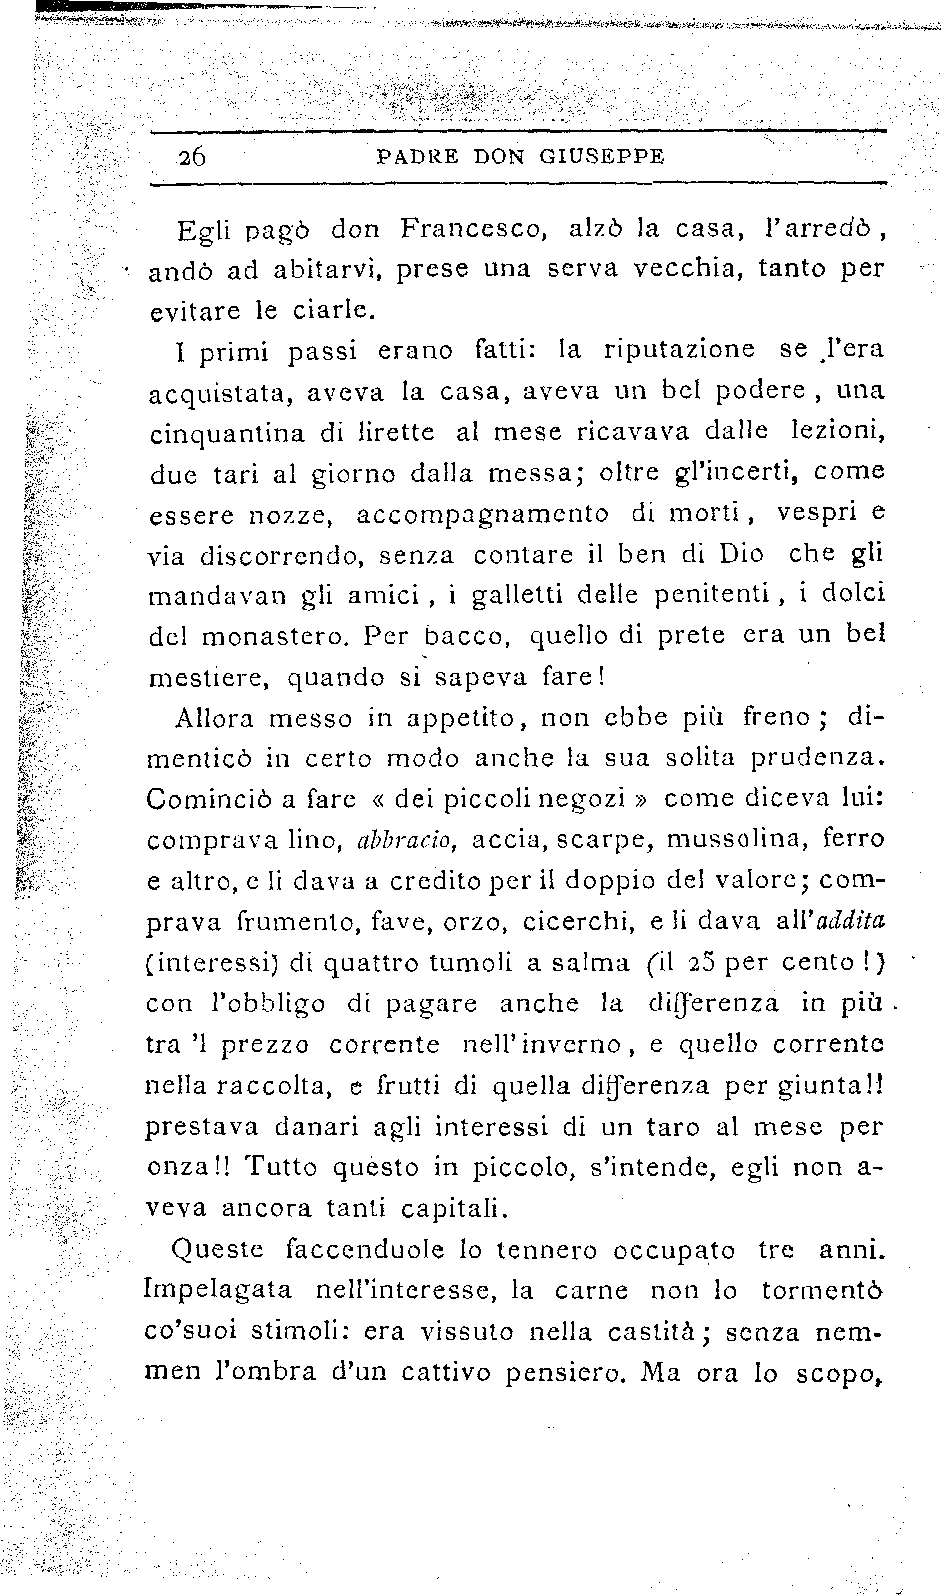 26 PADRE DON GIUSEPPE
Egli pagò don Francesco, alzò la casa, l'arredò,
andò ad abitarvi, prese una serva vecchia, tanto per
evitare le ciarle.
I primi passi erano fatti: la riputazione se l'era
acquistata, aveva la casa, aveva un bel podere, una
cinquantina di lirette al mese ricavava dalle lezioni,
due tari al giorno dalla messa; oltre gl'incerti, come
essere nozze, accompagnamento di morti, vespri e
via discorrendo, senza contare il ben di Dio che gli
mandavan gli amici, i galletti delle penitenti, i dolci
del monastero. Per bacco, quello di prete era un bel
mestiere, quando si sapeva fare!
Allora messo in appetito, non ebbe più freno; di-
menticò in certo modo anche la sua solita prudenza.
Cominciò a fare « dei piccoli negozi » come diceva lui:
comprava lino, abbracio, accia, scarpe, mussolina, ferro
e altro, e li dava a credito per il doppio del valore; com-
prava frumento, fave, orzo, cicerchi, e li dava all'addita
(interessi) di quattro tumoli a salma (il 25 per cento!)
con l'obbligo di pagare anche la differenza in più
tra 'l prezzo corrente nell'inverno, e quello corrente
nella raccolta, e frutti di quella differenza per giunta!!
prestava danari agli interessi di un taro al mese per
onza!! Tutto questo in piccolo, s'intende, egli non a-
veva ancora tanti capitali.
Queste faccenduole lo tennero occupato tre anni.
Impelagata nell'interesse, la carne non lo tormentò
co'suoi stimoli: era vissuto nella castità; senza nem-
men l'ombra d'un cattivo pensiero. Ma ora lo scopo,